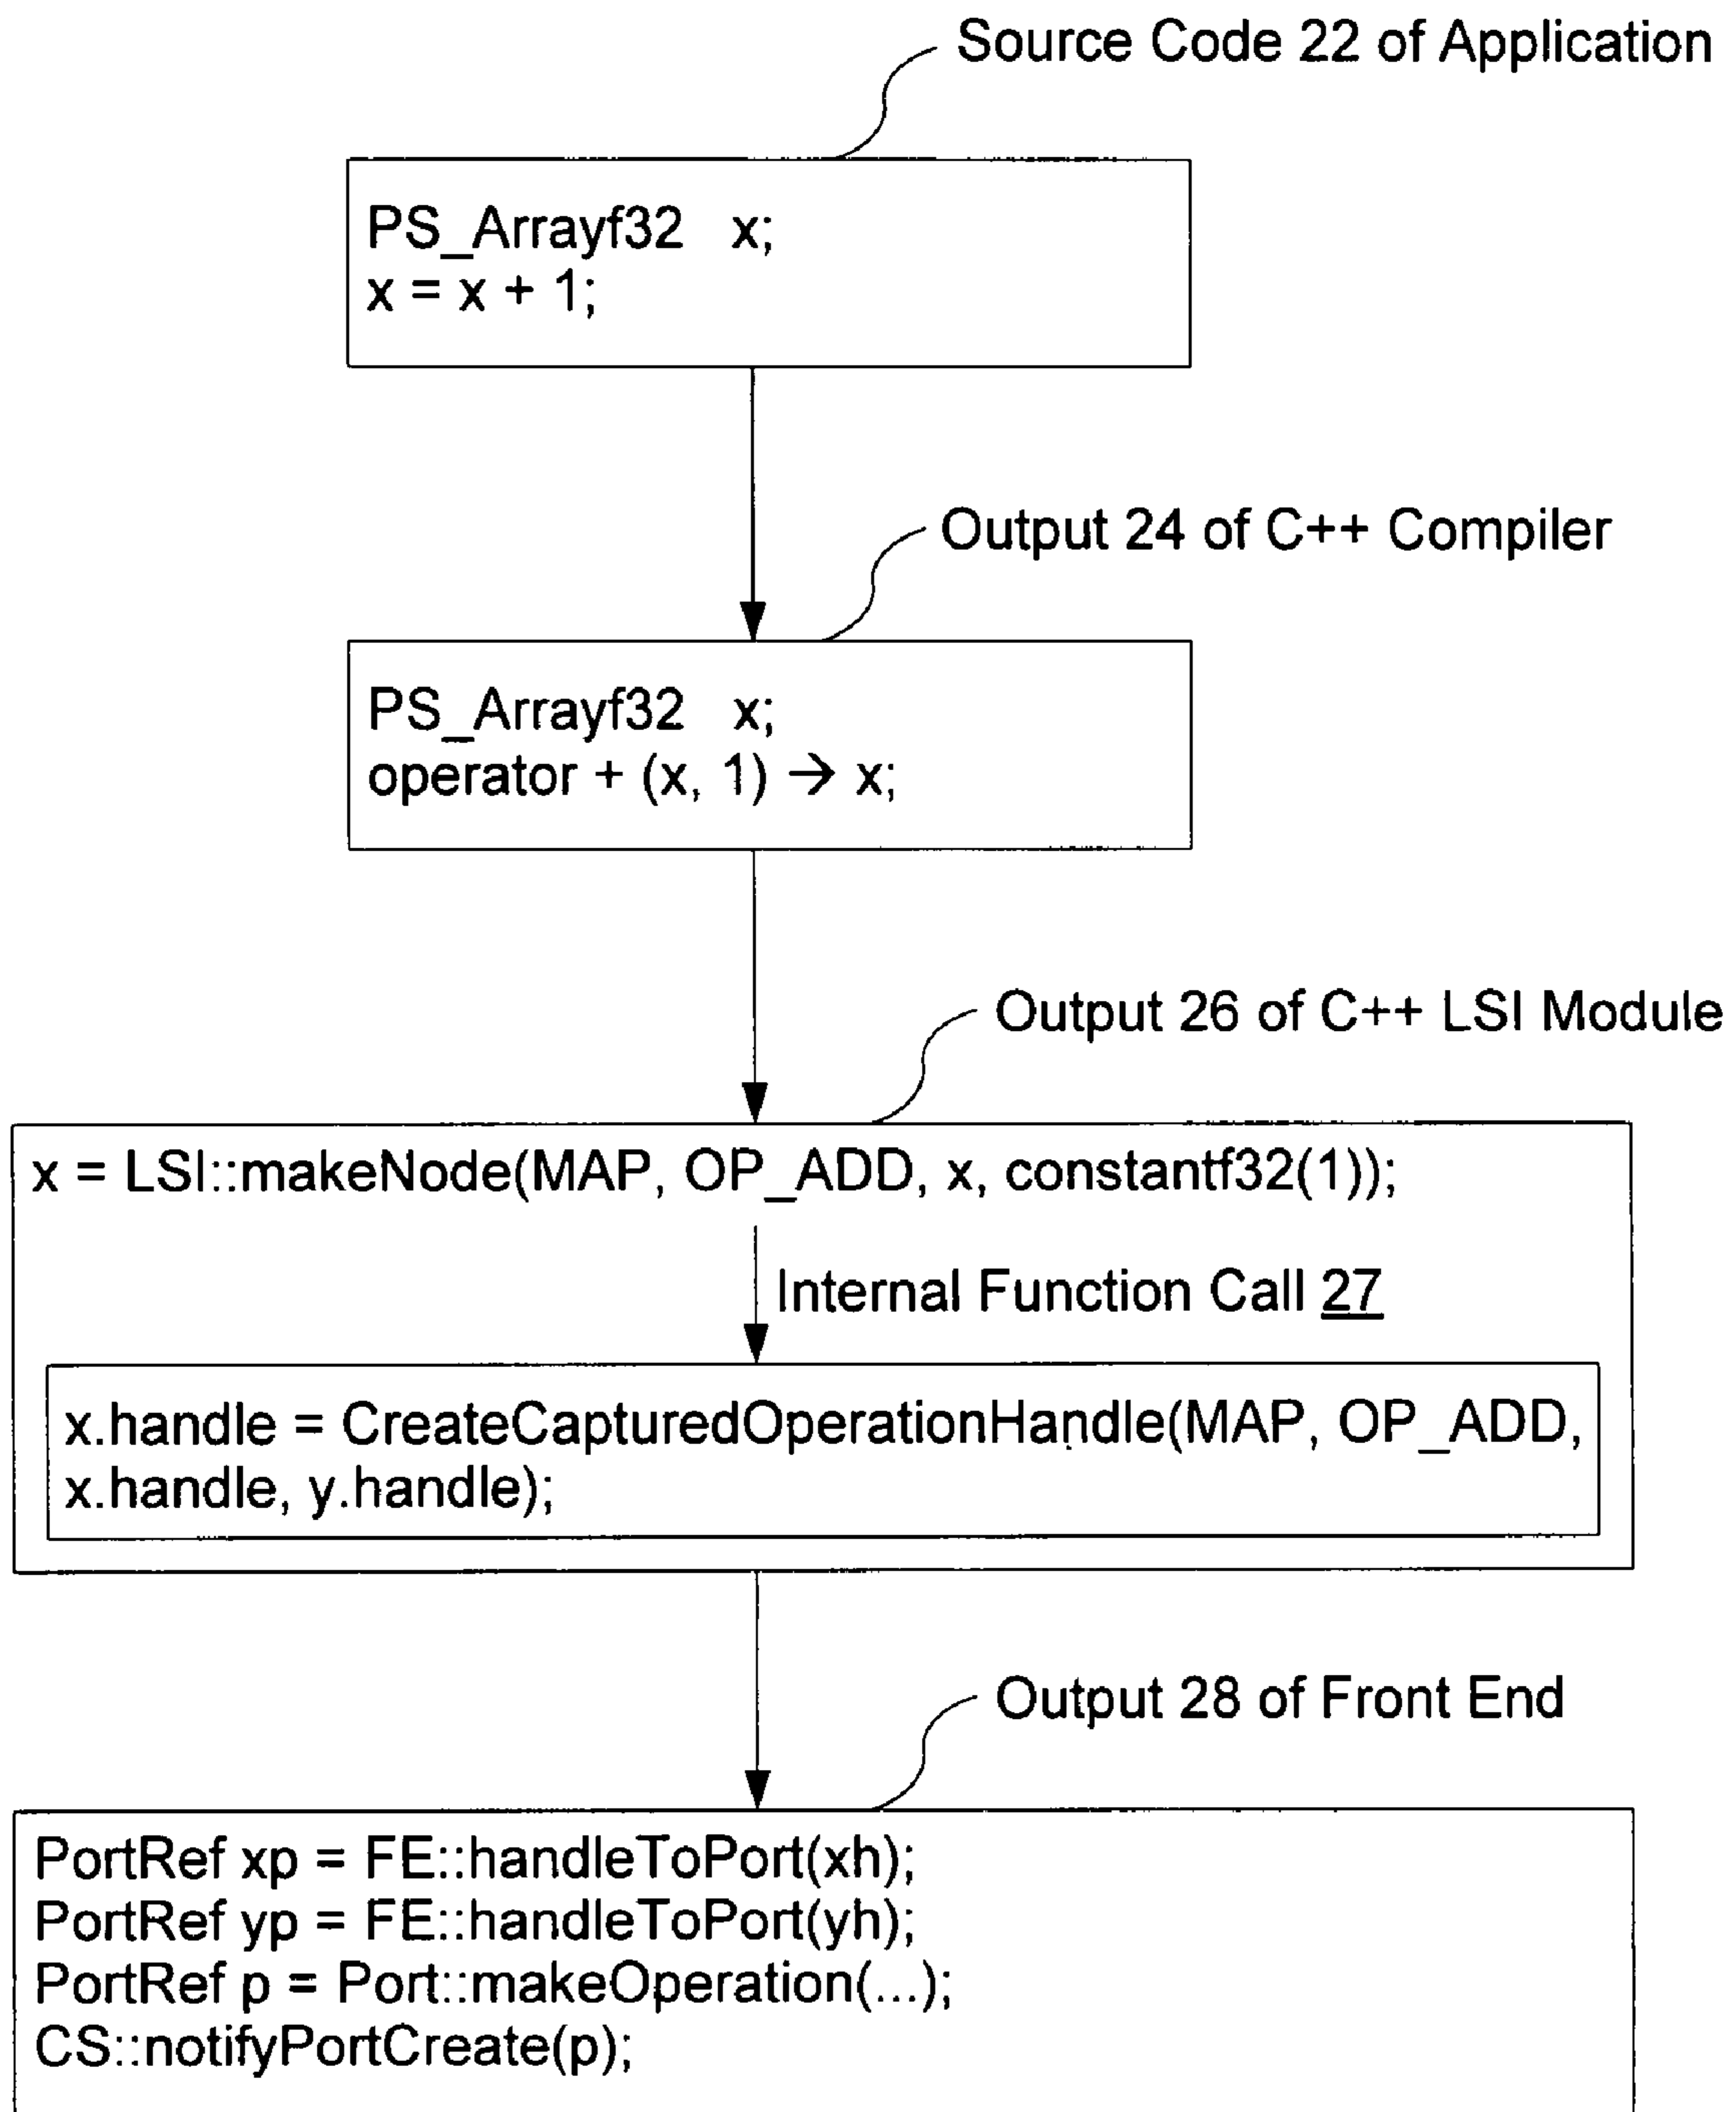 Source Code 22 of Application
PS_Arrayf32 x;
x = x + 1;
Output 24 of C++ Compiler
PS_Arrayf32 x;
operator + (x, 1) → x;
Output 26 of C++ LSI Module
x = LSI::makeNode(MAP, OP_ADD, x, constantf32(1));
Internal Function Call 27
x.handle = CreateCapturedOperationHandle(MAP, OP_ADD,
x.handle, y.handle);
Output 28 of Front End
PortRef xp = FE::handleToPort(xh);
PortRef yp = FE::handleToPort(yh);
PortRef p = Port::makeOperation(...);
CS::notifyPortCreate(p);